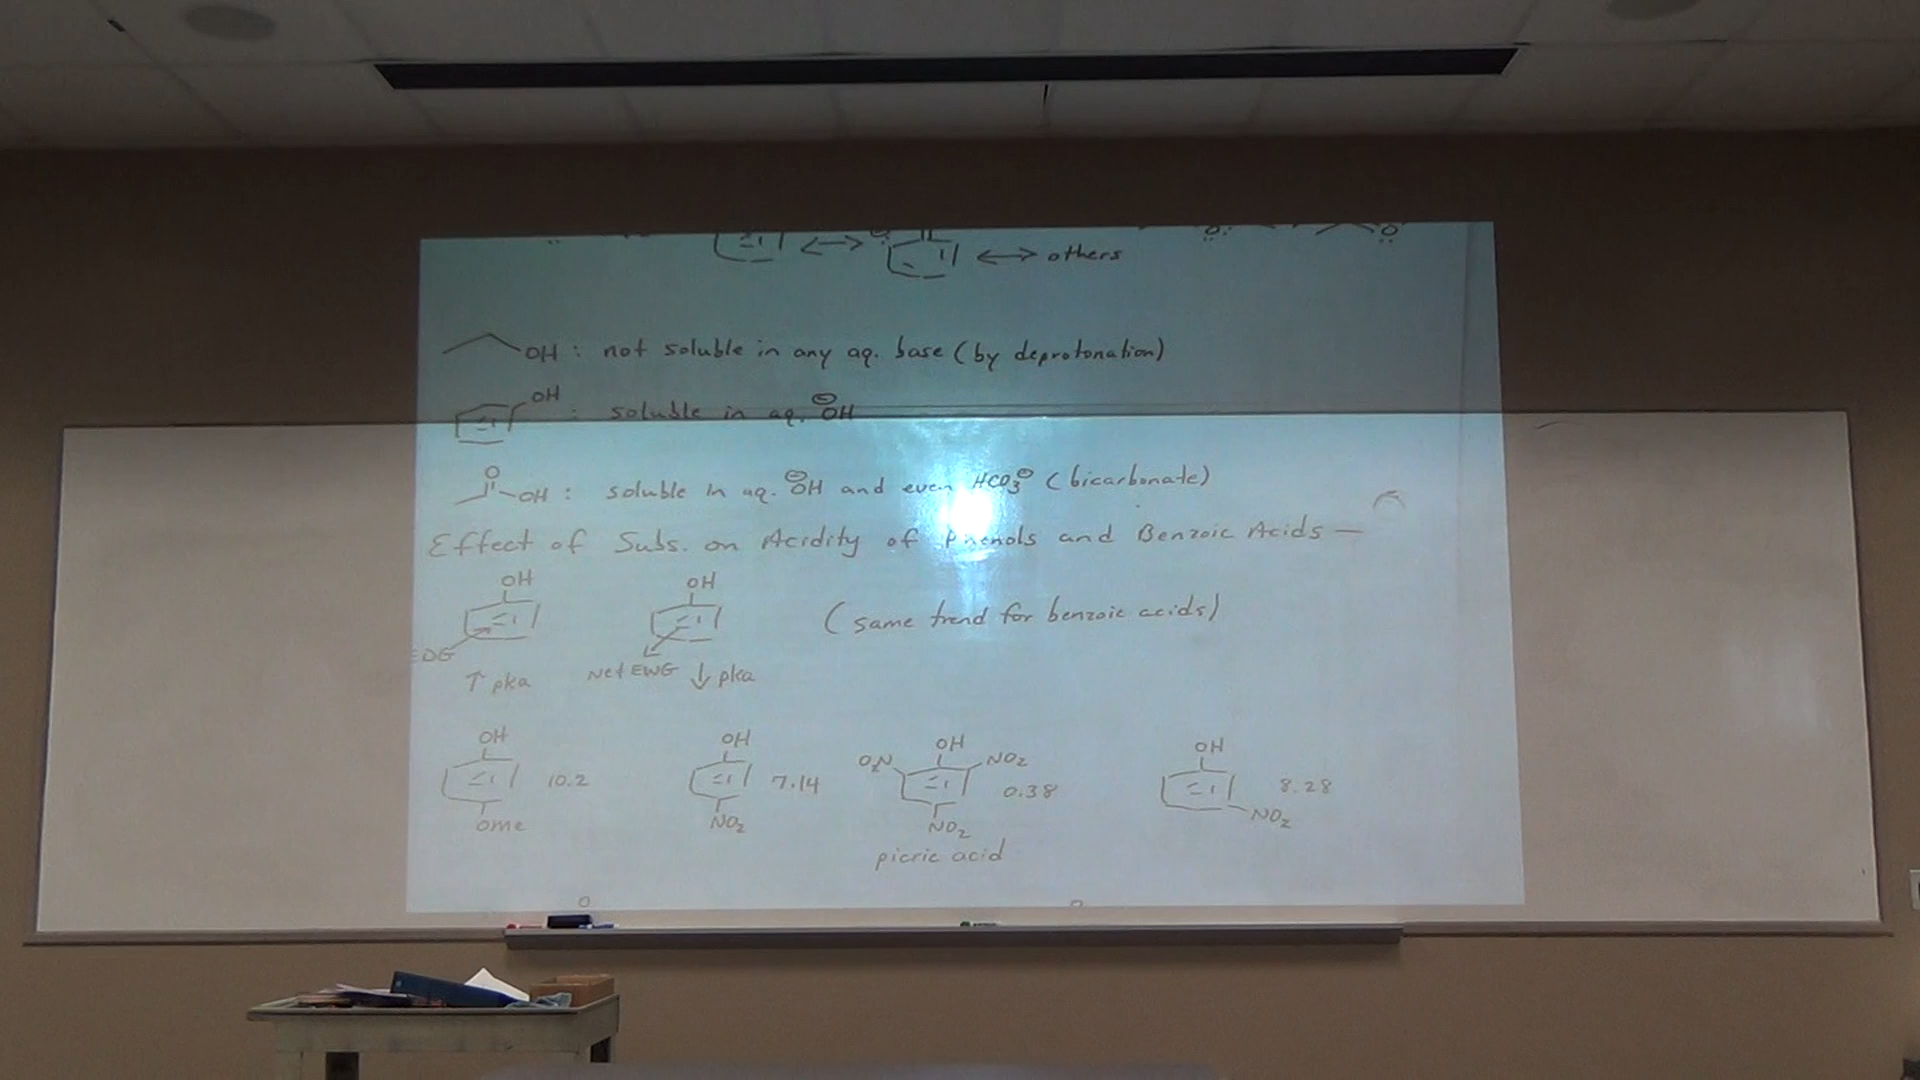 others
OH : not soluble in any aq. base (by deprotonation)
OH : soluble in aq. ⊖OH
O
OH : soluble in aq. ⊖OH and even HCO3⊖ (bicarbonate)
Effect of Subs. on Acidity of Phenols and Benzoic Acids —
OH OH
(same trend for benzoic acids)
EDG Net EWG
↑ pka ↓ pka
OH OH OH OH
O2N NO2
10.2 7.14 0.38 8.28
OMe NO2 NO2 NO2
picric acid